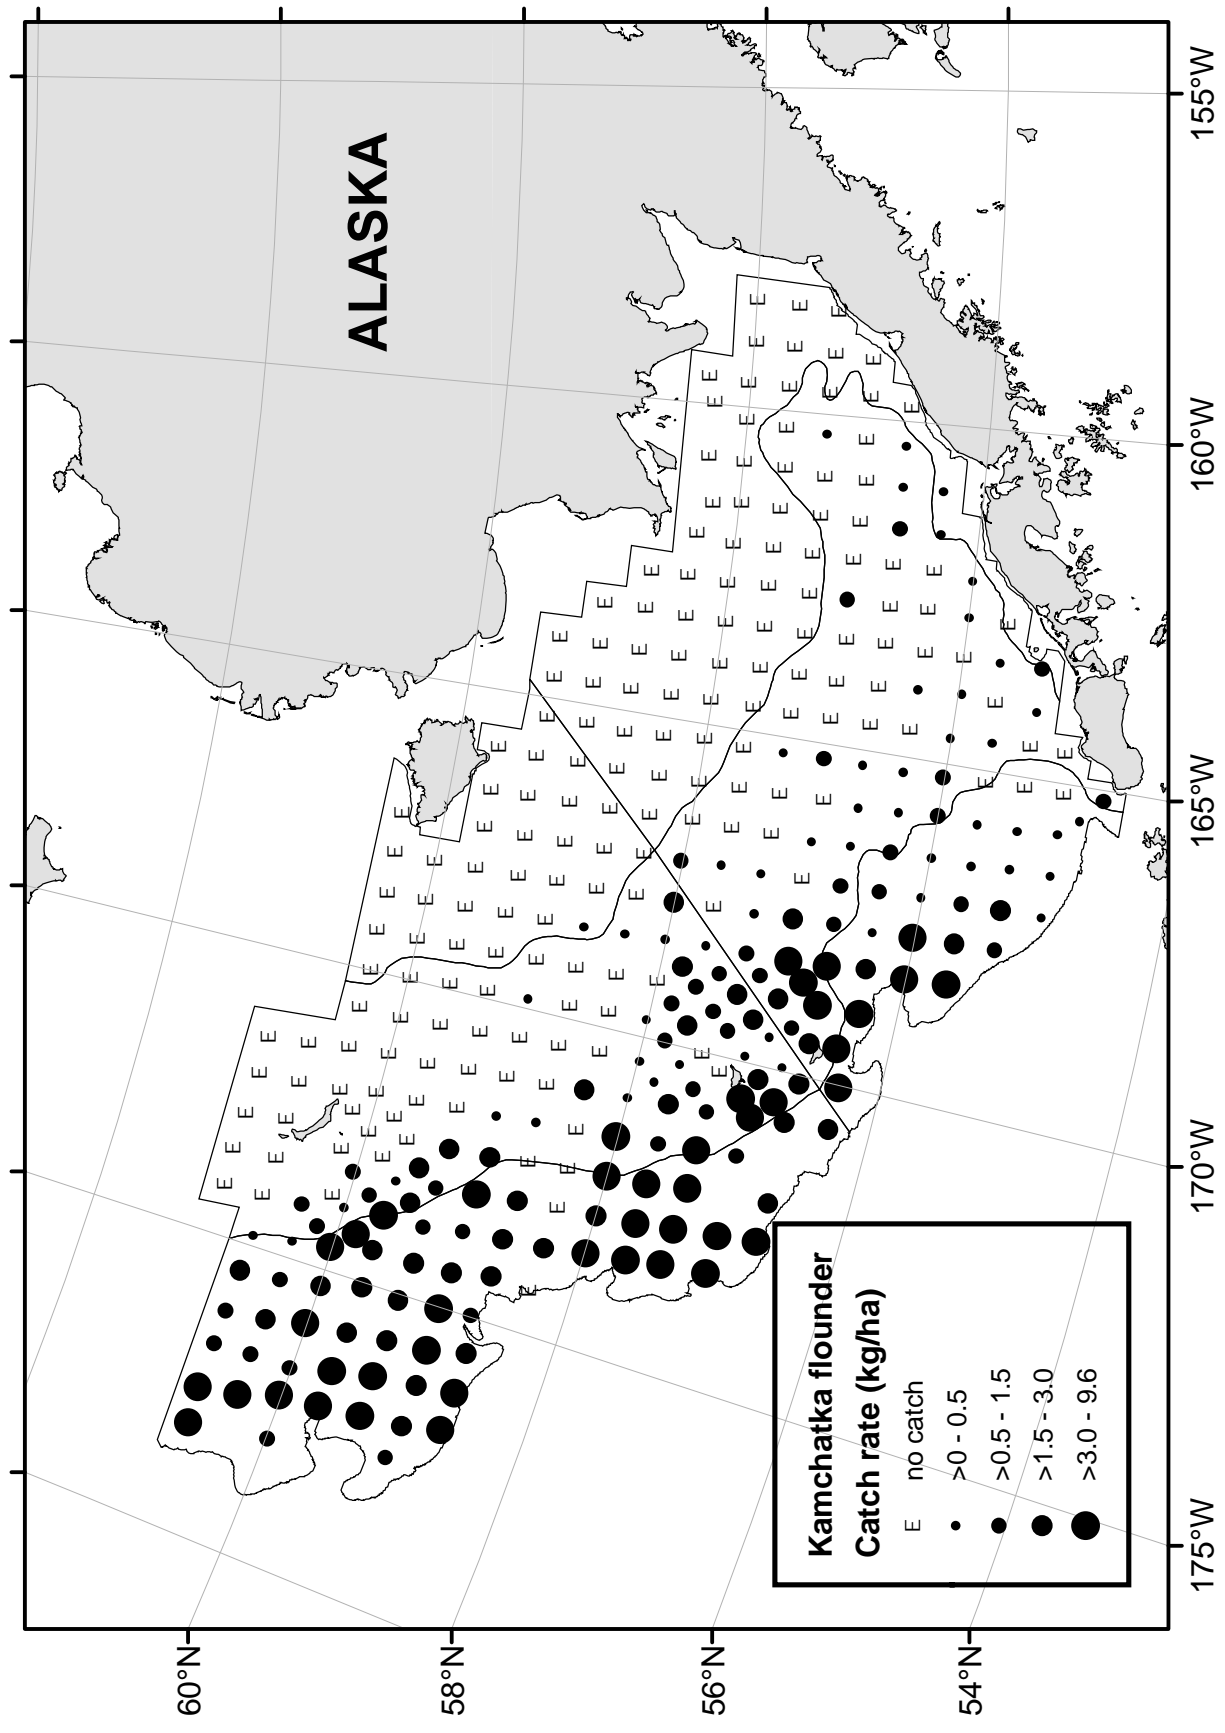 ALASKA
60°N
58°N
56°N
54°N
175°W
170°W
165°W
160°W
155°W
Kamchatka flounder
Catch rate (kg/ha)
E no catch
>0 - 0.5
>0.5 - 1.5
>1.5 - 3.0
>3.0 - 9.6